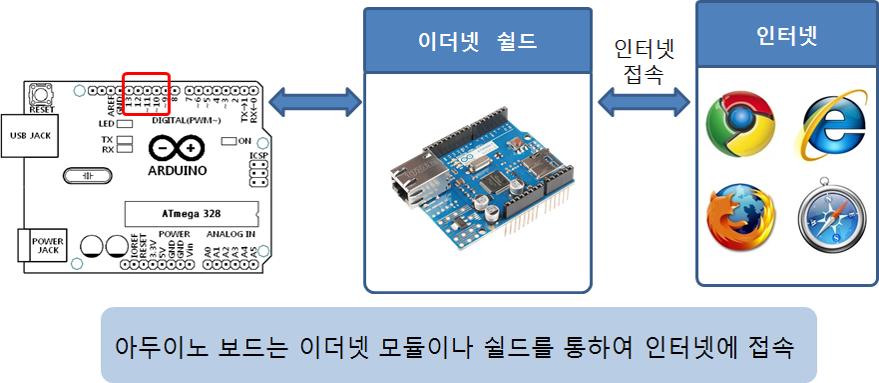 이더넷 쉴드
인터넷
인터넷
접속
RESET
AREF
GND
13
12
~11
~10
~9
8
7
~6
~5
4
~3
2
TX→1
RX←0
DIGITAL(PWM~)
USB JACK
LED
TX
RX
ON
ICSP
ARDUINO
ATmega 328
POWER
JACK
POWER
ANALOG IN
IOREF
RESET
3.3V
5V
GND
GND
Vin
A0
A1
A2
A3
A4
A5
아두이노 보드는 이더넷 모듈이나 쉴드를 통하여 인터넷에 접속